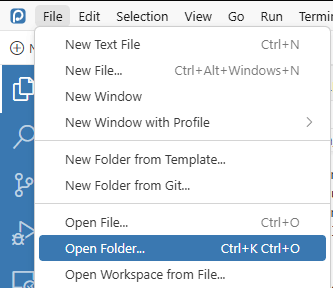 File Edit Selection View Go Run Termi
New Text File Ctrl+N
New File... Ctrl+Alt+Windows+N
New Window
New Window with Profile
New Folder from Template...
New Folder from Git...
Open File... Ctrl+O
Open Folder... Ctrl+K Ctrl+O
Open Workspace from File...